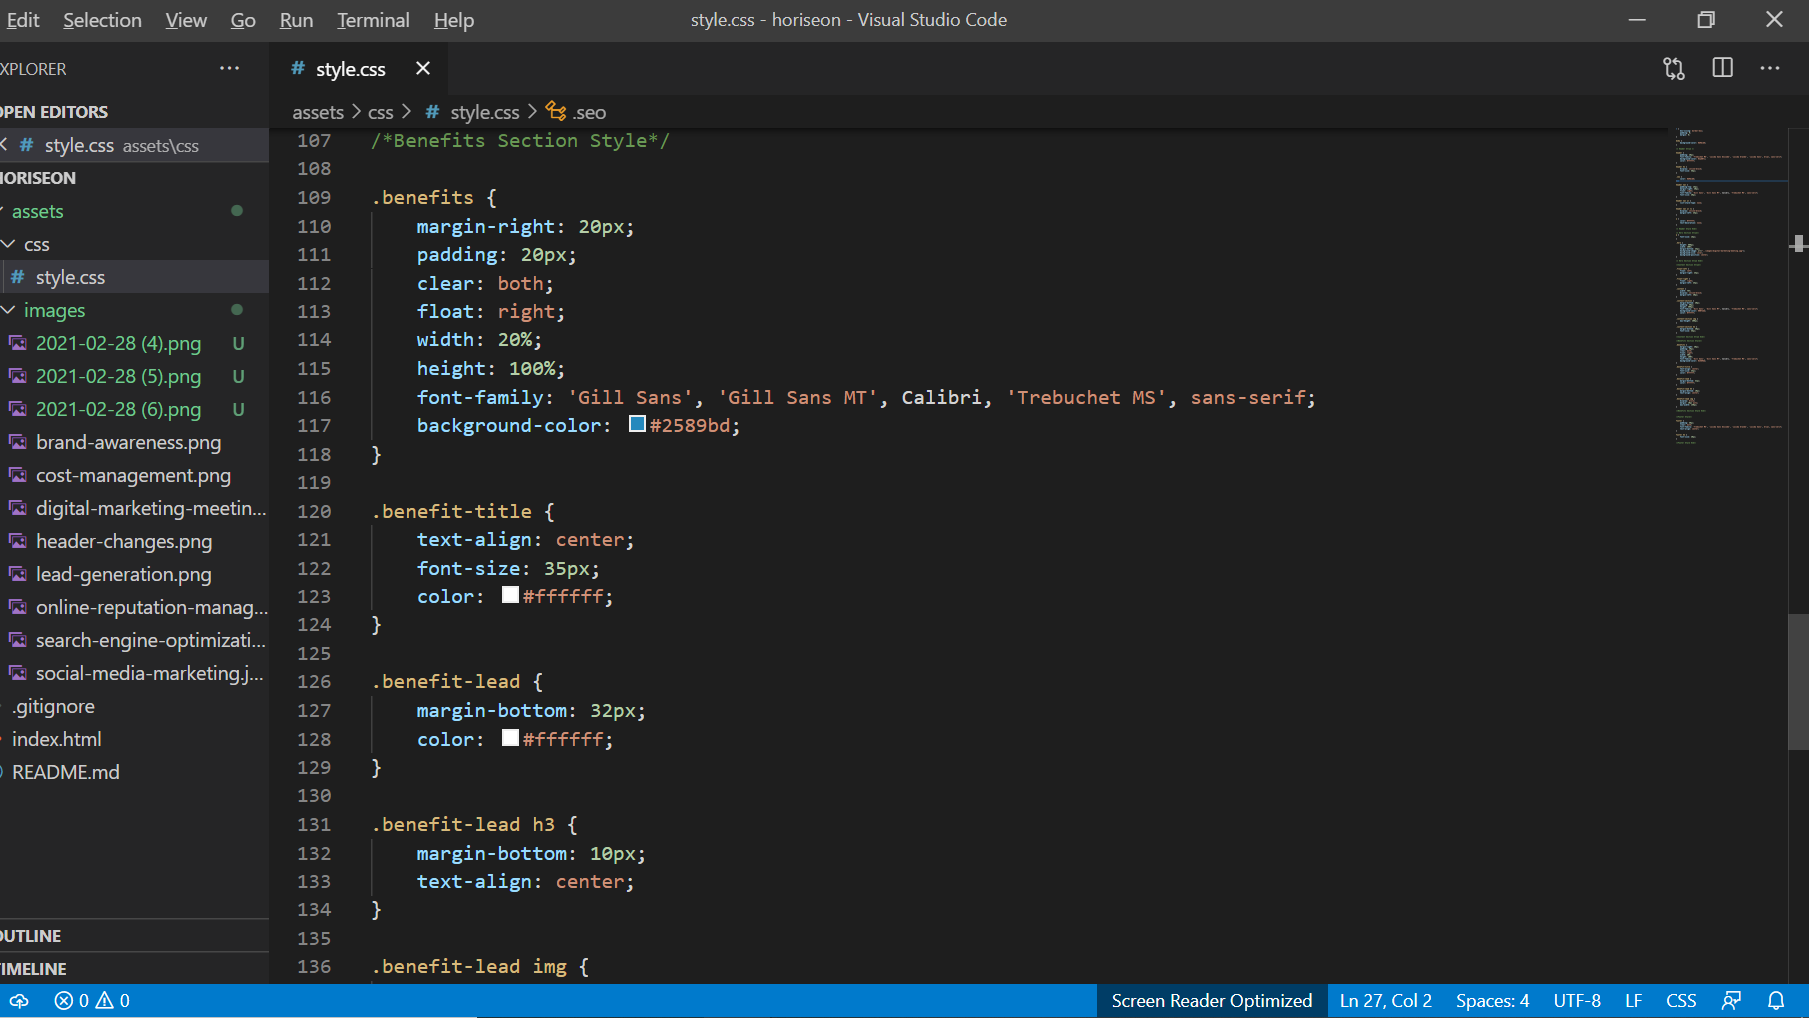 Edit Selection View Go Run Terminal Help style.css - horiseon - Visual Studio Code
XPLORER ···
OPEN EDITORS
# style.css assets\css
HORISEON
assets
css
# style.css
images
2021-02-28 (4).png U
2021-02-28 (5).png U
2021-02-28 (6).png U
brand-awareness.png
cost-management.png
digital-marketing-meetin...
header-changes.png
lead-generation.png
online-reputation-manag...
search-engine-optimizati...
social-media-marketing.j...
.gitignore
index.html
README.md
OUTLINE
TIMELINE
# style.css
assets > css > # style.css > .seo
107 /*Benefits Section Style*/
108
109 .benefits {
110 margin-right: 20px;
111 padding: 20px;
112 clear: both;
113 float: right;
114 width: 20%;
115 height: 100%;
116 font-family: 'Gill Sans', 'Gill Sans MT', Calibri, 'Trebuchet MS', sans-serif;
117 background-color: #2589bd;
118 }
119
120 .benefit-title {
121 text-align: center;
122 font-size: 35px;
123 color: #ffffff;
124 }
125
126 .benefit-lead {
127 margin-bottom: 32px;
128 color: #ffffff;
129 }
130
131 .benefit-lead h3 {
132 margin-bottom: 10px;
133 text-align: center;
134 }
135
136 .benefit-lead img {
0 0 Screen Reader Optimized Ln 27, Col 2 Spaces: 4 UTF-8 LF CSS